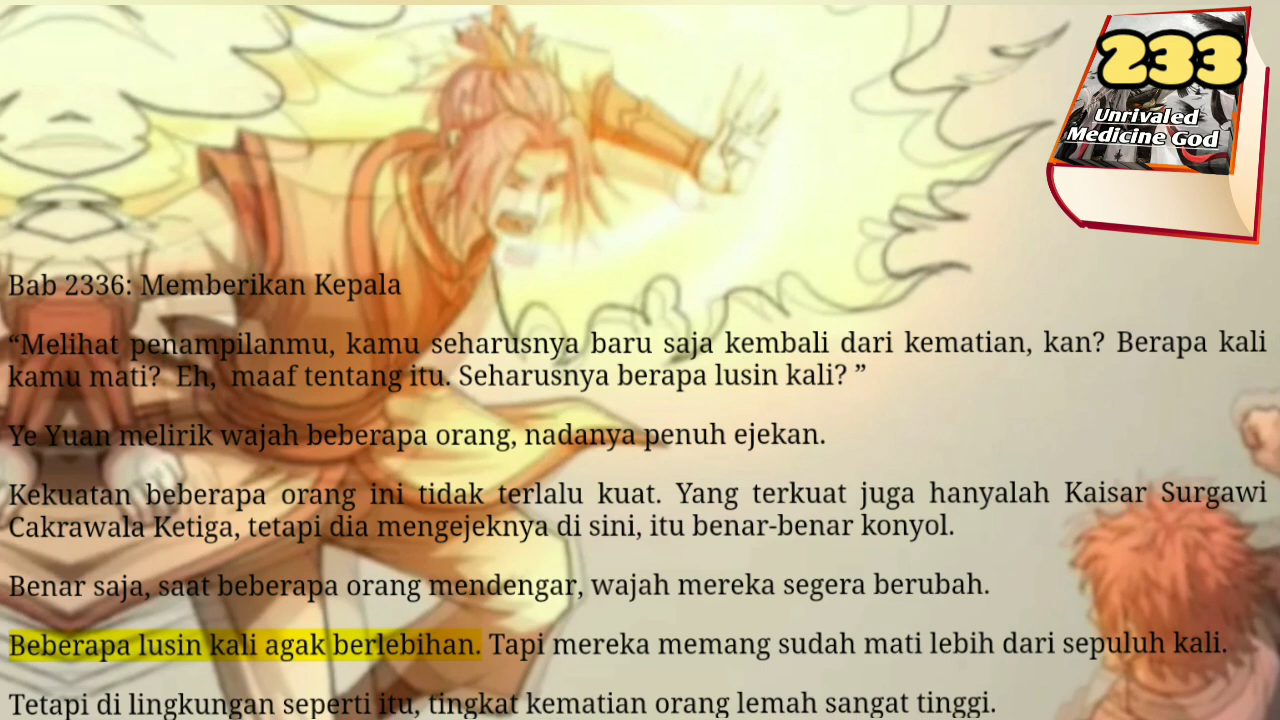 233
Unrivaled
Medicine God
Bab 2336: Memberikan Kepala
“Melihat penampilanmu, kamu seharusnya baru saja kembali dari kematian, kan? Berapa kali
kamu mati?  Eh,  maaf tentang itu. Seharusnya berapa lusin kali? ”
Ye Yuan melirik wajah beberapa orang, nadanya penuh ejekan.
Kekuatan beberapa orang ini tidak terlalu kuat. Yang terkuat juga hanyalah Kaisar Surgawi
Cakrawala Ketiga, tetapi dia mengejeknya di sini, itu benar-benar konyol.
Benar saja, saat beberapa orang mendengar, wajah mereka segera berubah.
Beberapa lusin kali agak berlebihan. Tapi mereka memang sudah mati lebih dari sepuluh kali.
Tetapi di lingkungan seperti itu, tingkat kematian orang lemah sangat tinggi.